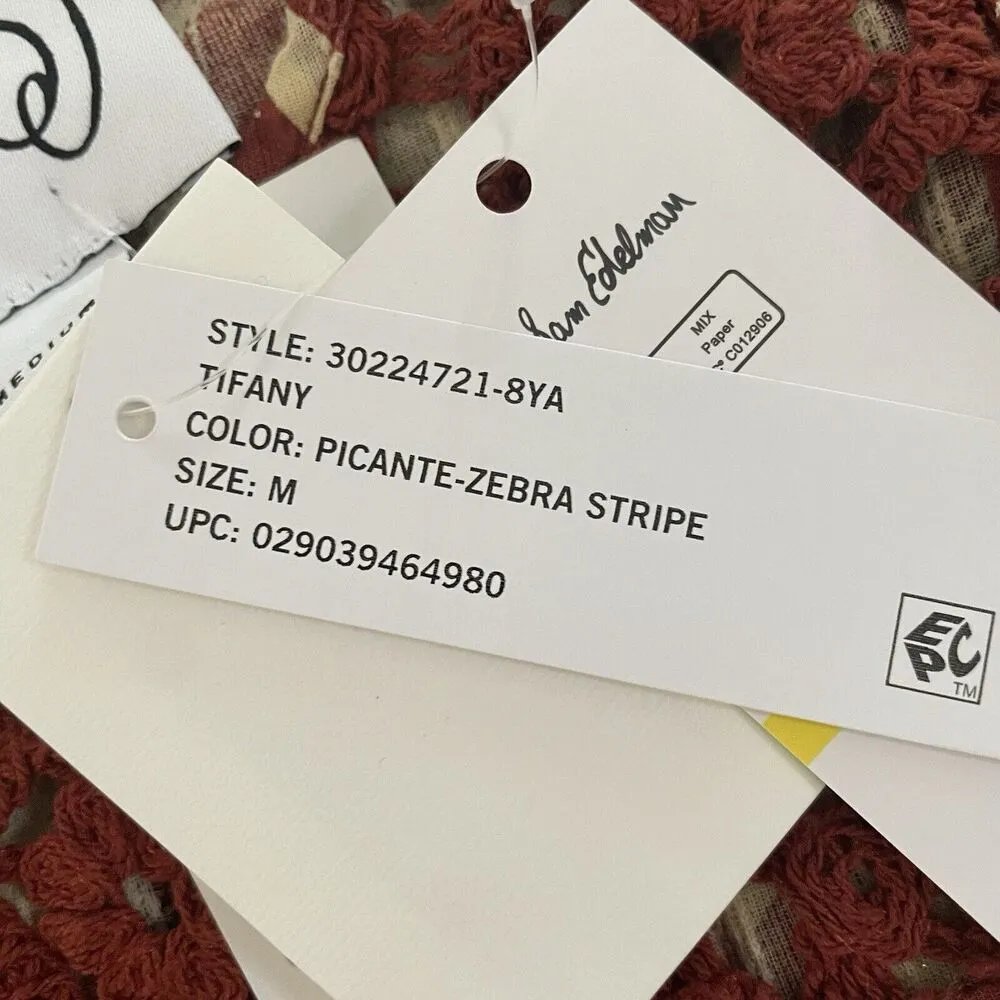 Sam Edelman
MIX
Paper
C012906
MEDIUM
STYLE: 30224721-8YA
TIFANY
COLOR: PICANTE-ZEBRA STRIPE
SIZE: M
UPC: 029039464980
EPC
TM